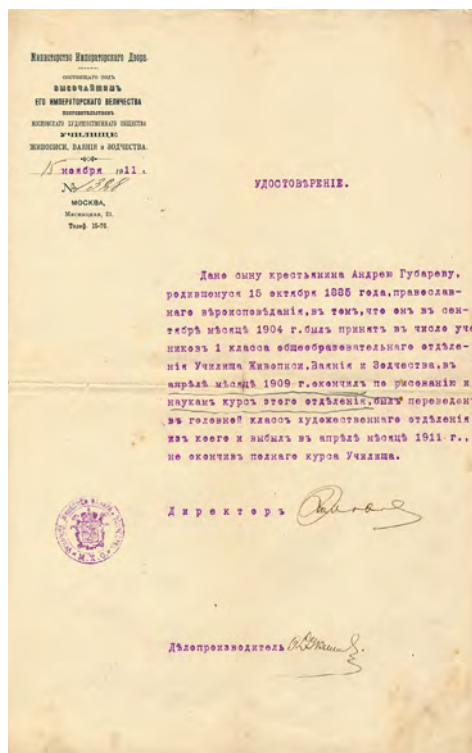 Министерство Императорскаго Двора.
состоящаго подъ
ВЫСОЧАЙШИМЪ
ЕГО ИМПЕРАТОРСКАГО ВЕЛИЧЕСТВА
покровительствомъ
МОСКОВСКАГО ХУДОЖЕСТВЕННАГО ОБЩЕСТВА
УЧИЛИЩЕ
ЖИВОПИСИ, ВАЯНІЯ и ЗОДЧЕСТВА.
15 ноября 1911 г.
№ 1388
МОСКВА,
Мясницкая, 21.
Телеф. 15-76.
УДОСТОВѢРЕНІЕ.
Дано сыну крестьянина Андрею Губареву,
родившемуся 15 октября 1885 года,православ-
наго вѣроисповѣданія,въ томъ,что онъ въ сен-
тябрѣ мѣсяцѣ 1904 г.былъ принятъ въ число уче
никовъ 1 класса общеобразовательнаго отдѣле-
нія Училища Живописи,Ваянія и Зодчества,въ
апрѣлѣ мѣсяцѣ 1909 г.окончилъ по рисованію и
наукамъ курсъ этого отдѣленія,былъ переведенъ
въ головной классъ художественнаго отдѣленія
изъ коего и выбылъ въ апрѣлѣ мѣсяцѣ 1911 г.,
не окончивъ полнаго курса Училища.
Директоръ
Дѣлопроизводитель